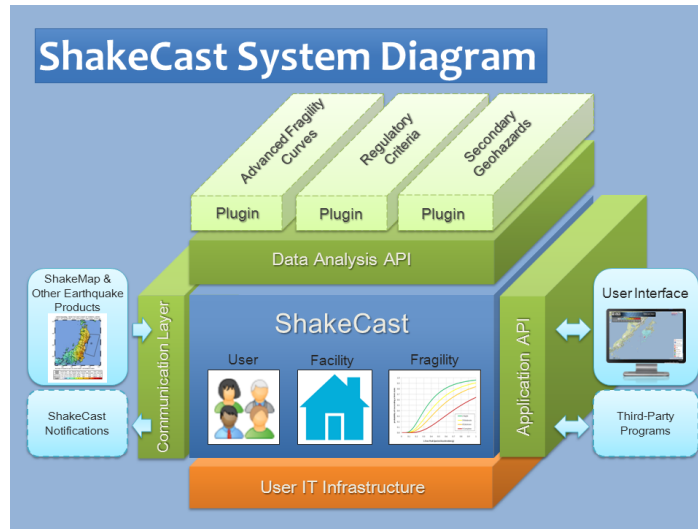 ShakeCast System Diagram
Advanced Fragility
Curves
Regulatory
Criteria
Secondary
Geohazards
Plugin
Plugin
Plugin
Data Analysis API
ShakeMap &
Other Earthquake
Products
Communication Layer
ShakeCast
User
Facility
Fragility
Application API
User Interface
ShakeCast
Notifications
Third-Party
Programs
User IT Infrastructure